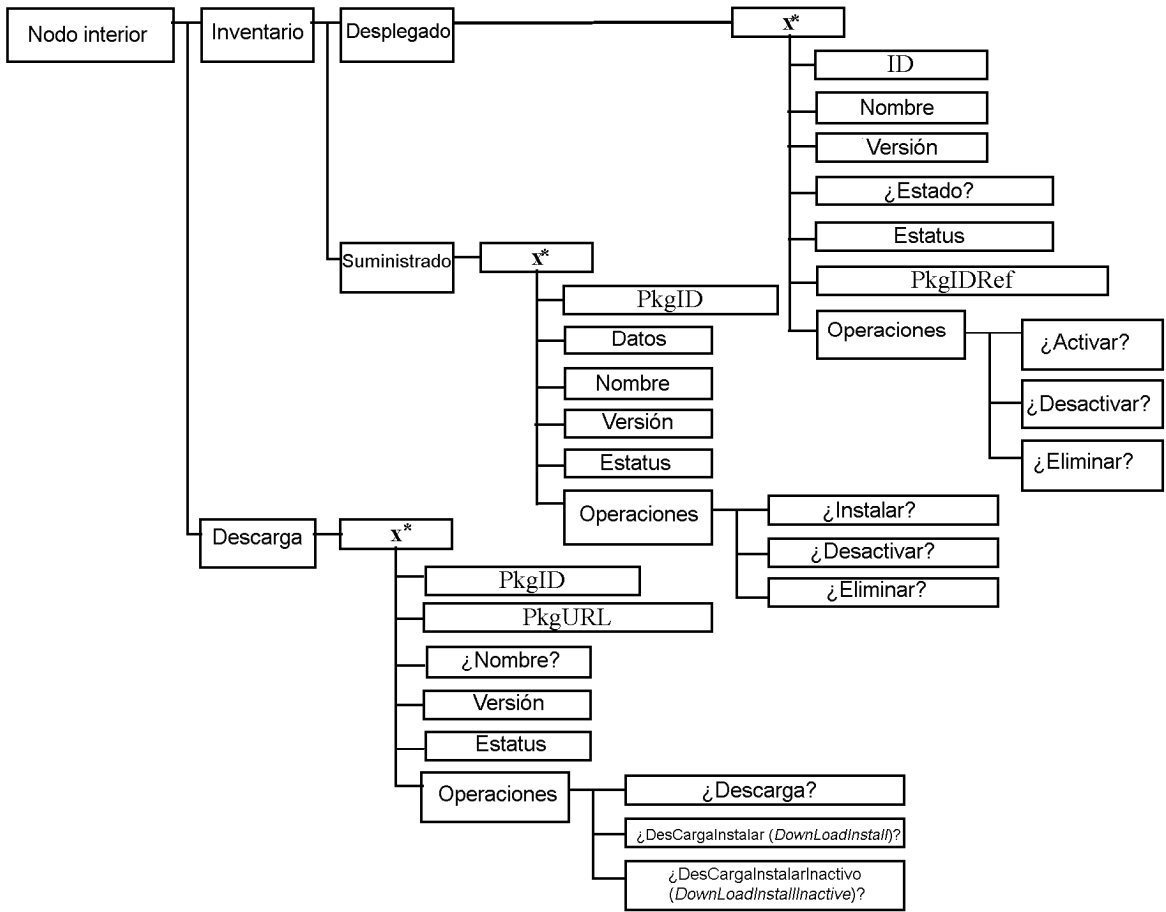 Nodo interior
Inventario
Desplegado
x*
ID
Nombre
Versión
¿Estado?
Estatus
PkgIDRef
Operaciones
¿Activar?
¿Desactivar?
¿Eliminar?
Suministrado
x*
PkgID
Datos
Nombre
Versión
Estatus
Operaciones
¿Instalar?
¿Desactivar?
¿Eliminar?
Descarga
x*
PkgID
PkgURL
¿Nombre?
Versión
Estatus
Operaciones
¿Descarga?
¿DesCargaInstalar (DownLoadInstall)?
¿DesCargaInstalarInactivo
(DownLoadInstallInactive)?